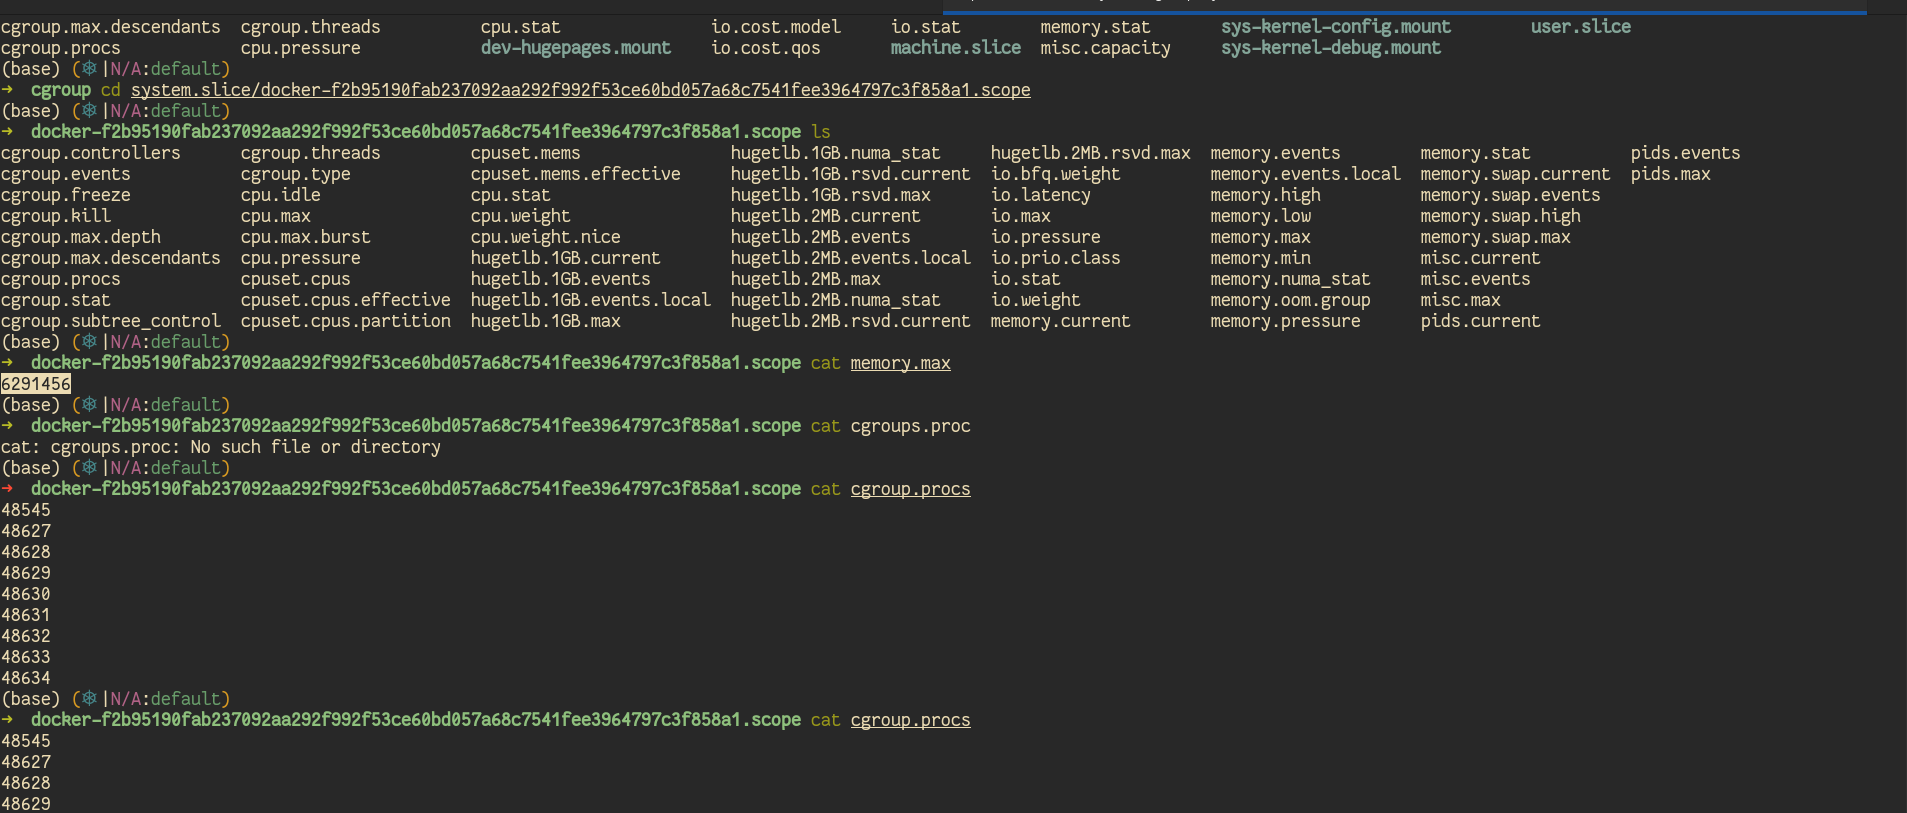 cgroup.max.descendants  cgroup.threads          cpu.stat               io.cost.model   io.stat        memory.stat       sys-kernel-config.mount        user.slice
cgroup.procs            cpu.pressure            dev-hugepages.mount    io.cost.qos     machine.slice  misc.capacity     sys-kernel-debug.mount
(base) (⎈|N/A:default)
→  cgroup cd system.slice/docker-f2b95190fab237092aa292f992f53ce60bd057a68c7541fee3964797c3f858a1.scope
(base) (⎈|N/A:default)
→  docker-f2b95190fab237092aa292f992f53ce60bd057a68c7541fee3964797c3f858a1.scope ls
cgroup.controllers      cgroup.threads         cpuset.mems               hugetlb.1GB.numa_stat     hugetlb.2MB.rsvd.max  memory.events        memory.stat          pids.events
cgroup.events           cgroup.type            cpuset.mems.effective     hugetlb.1GB.rsvd.current  io.bfq.weight         memory.events.local  memory.swap.current  pids.max
cgroup.freeze           cpu.idle               cpu.stat                  hugetlb.1GB.rsvd.max      io.latency            memory.high          memory.swap.events
cgroup.kill             cpu.max                cpu.weight                hugetlb.2MB.current       io.max                memory.low           memory.swap.high
cgroup.max.depth        cpu.max.burst          cpu.weight.nice           hugetlb.2MB.events        io.pressure           memory.max           memory.swap.max
cgroup.max.descendants  cpu.pressure           hugetlb.1GB.current       hugetlb.2MB.events.local  io.prio.class         memory.min           misc.current
cgroup.procs            cpuset.cpus            hugetlb.1GB.events        hugetlb.2MB.max           io.stat               memory.numa_stat     misc.events
cgroup.stat             cpuset.cpus.effective  hugetlb.1GB.events.local  hugetlb.2MB.numa_stat     io.weight             memory.oom.group     misc.max
cgroup.subtree_control  cpuset.cpus.partition  hugetlb.1GB.max           hugetlb.2MB.rsvd.current  memory.current        memory.pressure      pids.current
(base) (⎈|N/A:default)
→  docker-f2b95190fab237092aa292f992f53ce60bd057a68c7541fee3964797c3f858a1.scope cat memory.max
6291456
(base) (⎈|N/A:default)
→  docker-f2b95190fab237092aa292f992f53ce60bd057a68c7541fee3964797c3f858a1.scope cat cgroups.proc
cat: cgroups.proc: No such file or directory
(base) (⎈|N/A:default)
→  docker-f2b95190fab237092aa292f992f53ce60bd057a68c7541fee3964797c3f858a1.scope cat cgroup.procs
48545
48627
48628
48629
48630
48631
48632
48633
48634
(base) (⎈|N/A:default)
→  docker-f2b95190fab237092aa292f992f53ce60bd057a68c7541fee3964797c3f858a1.scope cat cgroup.procs
48545
48627
48628
48629